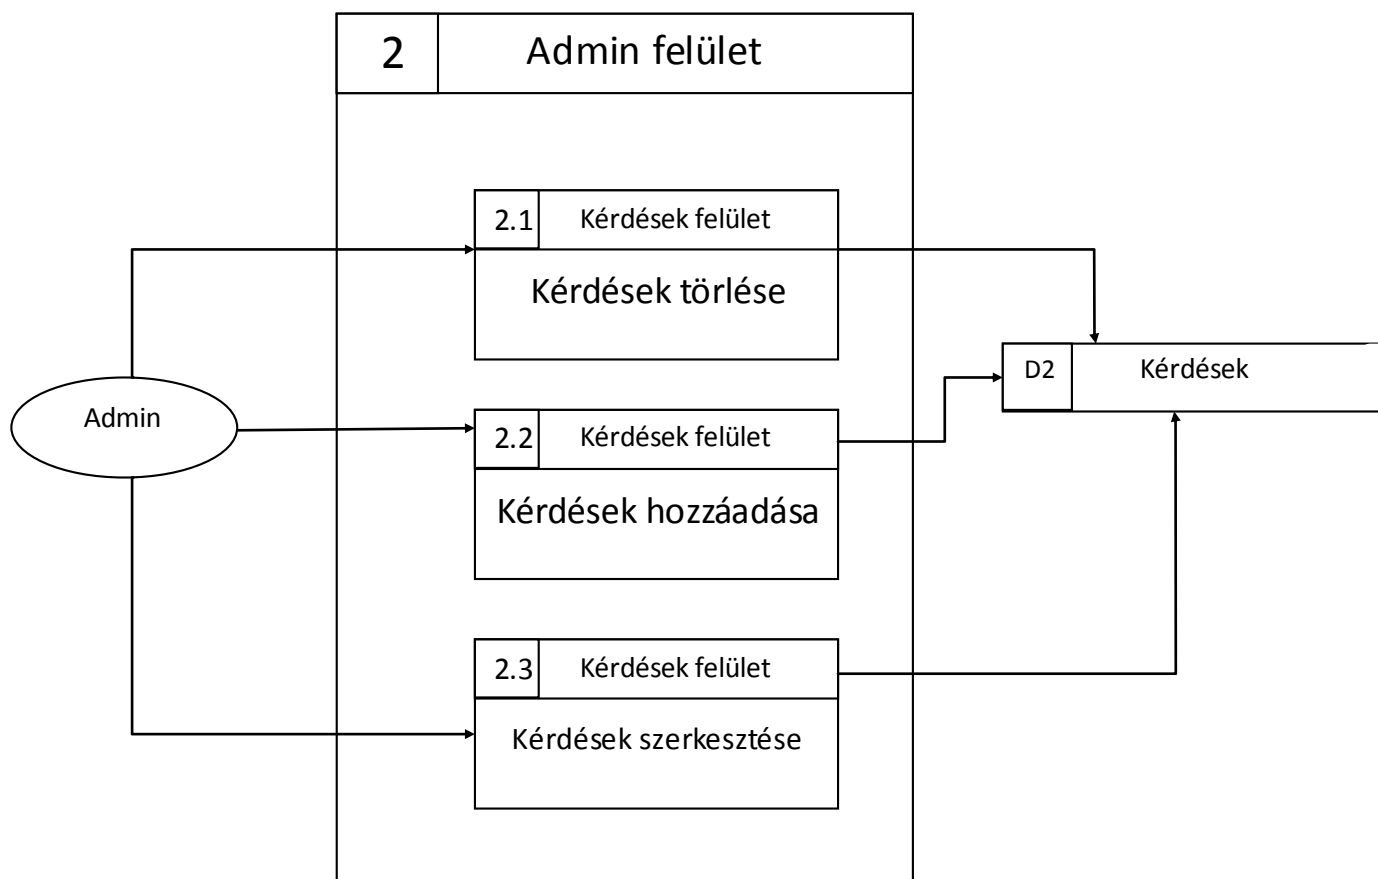 2
Admin felület
2.1
Kérdések felület
Kérdések törlése
D2
Kérdések
Admin
2.2
Kérdések felület
Kérdések hozzáadása
2.3
Kérdések felület
Kérdések szerkesztése